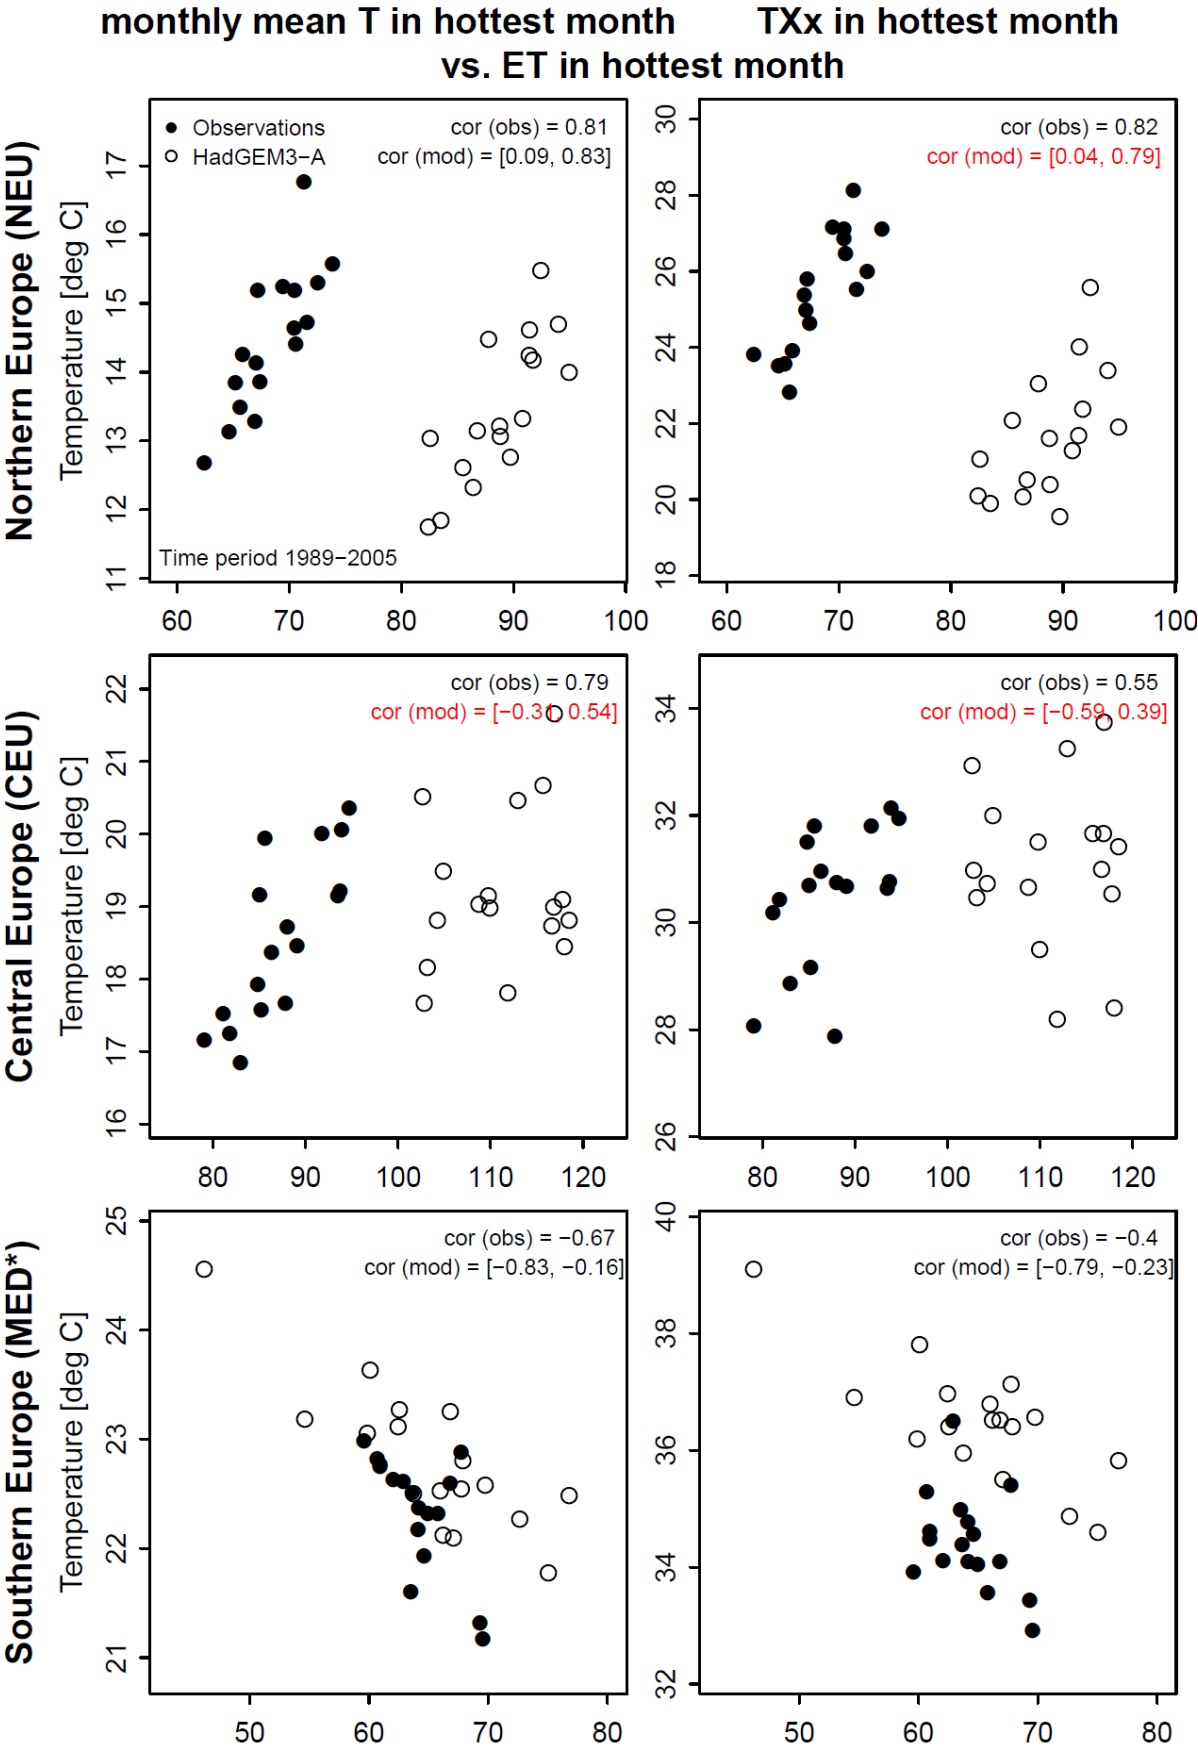 monthly mean T in hottest month TXx in hottest month
vs. ET in hottest month
Northern Europe (NEU)
Temperature [deg C]
17
16
15
14
13
12
11
● Observations
○ HadGEM3−A
cor (obs) = 0.81
cor (mod) = [0.09, 0.83]
Time period 1989−2005
60 70 80 90 100
30
28
26
24
22
20
18
cor (obs) = 0.82
cor (mod) = [0.04, 0.79]
60 70 80 90 100
Central Europe (CEU)
Temperature [deg C]
22
21
20
19
18
17
16
cor (obs) = 0.79
cor (mod) = [−0.31, 0.54]
80 90 100 110 120
34
32
30
28
26
cor (obs) = 0.55
cor (mod) = [−0.59, 0.39]
80 90 100 110 120
Southern Europe (MED*)
Temperature [deg C]
25
24
23
22
21
cor (obs) = −0.67
cor (mod) = [−0.83, −0.16]
50 60 70 80
40
38
36
34
32
cor (obs) = −0.4
cor (mod) = [−0.79, −0.23]
50 60 70 80